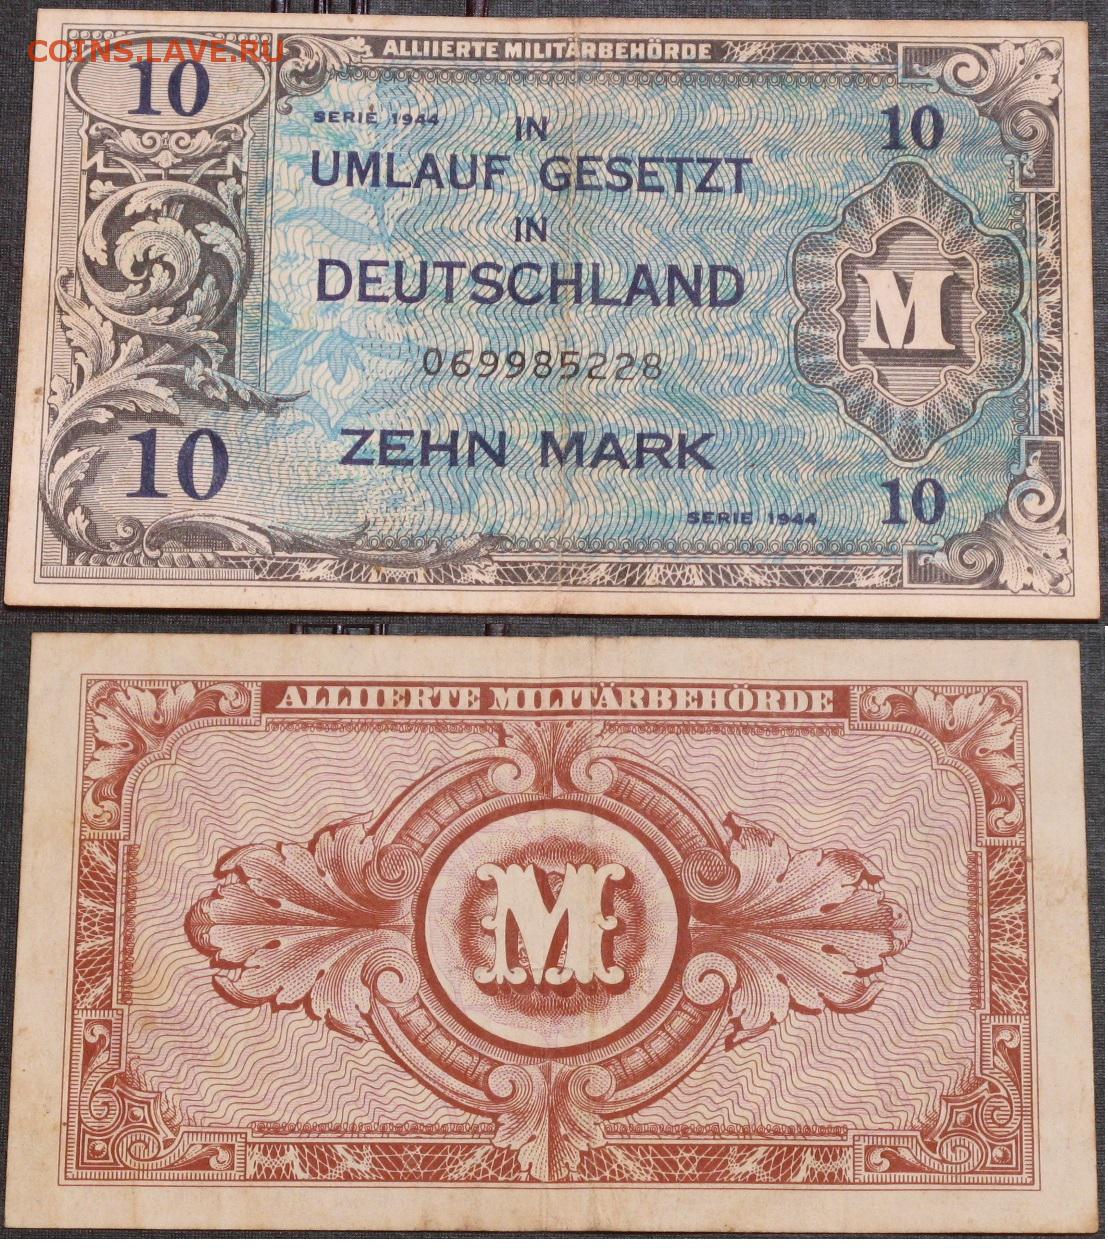 COINS.LAVE.RU
ALLIIERTE MILITÄRBEHÖRDE
10
SERIE 1944
IN
10
UMLAUF GESETZT
IN
DEUTSCHLAND
M
069985228
ZEHN MARK
10
10
SERIE 1944
ALLIIERTE MILITÄRBEHÖRDE
M